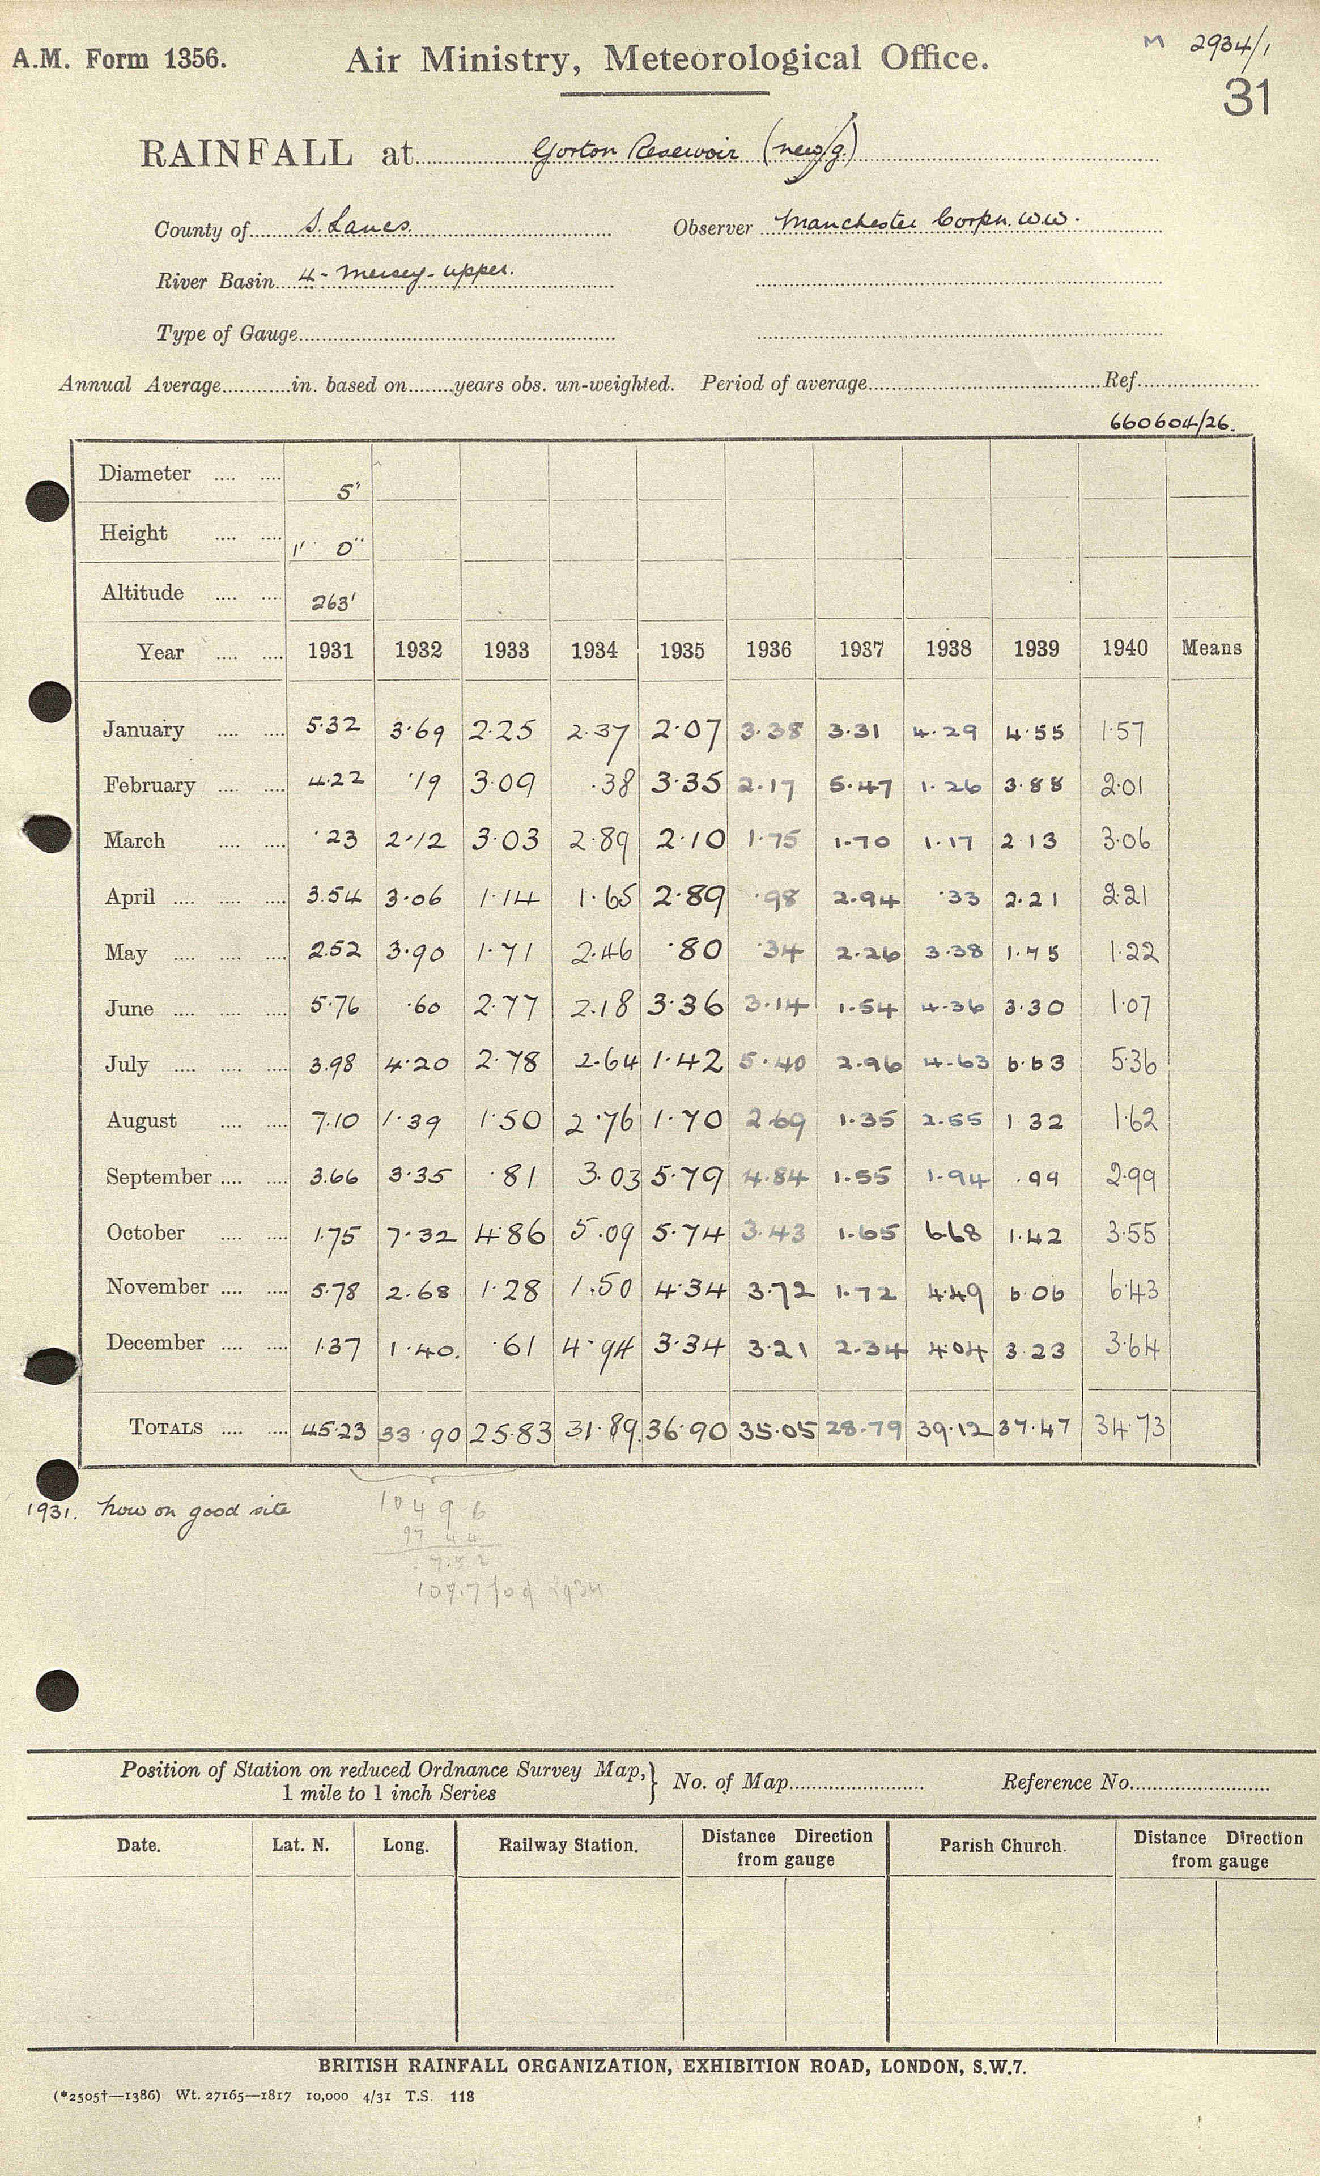 M 2934/1
A.M. Form 1356. Air Ministry, Meteorological Office.
31
RAINFALL at Gorton Reservoir (new/g.)
County of S. Lancs. Observer Manchester Corpn. W.W.
River Basin 4 - Mersey - upper.
Type of Gauge
Annual Average in. based on years obs. un-weighted. Period of average Ref.
660604/26.
Diameter 5"
Height 1' 0"
Altitude 263'
Year 1931 1932 1933 1934 1935 1936 1937 1938 1939 1940 Means
January 5.32 3.69 2.25 2.37 2.07 3.38 3.31 4.29 4.55 1.57
February 4.22 .19 3.09 .38 3.35 2.17 5.47 1.26 3.88 2.01
March .23 2.12 3.03 2.89 2.10 1.75 1.70 1.17 2.13 3.06
April 3.54 3.06 1.14 1.65 2.89 .98 2.94 .33 2.21 2.21
May 2.52 3.90 1.71 2.46 .80 .34 2.26 3.38 1.75 1.22
June 5.76 .60 2.77 2.18 3.36 3.14 1.54 4.36 3.30 1.07
July 3.98 4.20 2.78 2.64 1.42 5.40 2.96 4.63 6.63 5.36
August 7.10 1.39 1.50 2.76 1.70 2.69 1.35 2.55 1.32 1.62
September 3.66 3.35 .81 3.03 5.79 4.84 1.55 1.94 .99 2.99
October 1.75 7.32 4.86 5.09 5.74 3.43 1.65 6.68 1.42 3.55
November 5.78 2.68 1.28 1.50 4.34 3.72 1.72 4.49 6.06 6.43
December 1.37 1.40. .61 4.94 3.34 3.21 2.34 4.04 3.23 3.64
TOTALS 45.23 33.90 25.83 31.89. 36.90 35.05 28.79 39.12 37.47 34.73
1931. now on good site
10496
97 44
7.52
107.7
Position of Station on reduced Ordnance Survey Map, } No. of Map Reference No.
1 mile to 1 inch Series
Date. Lat. N. Long. Railway Station. Distance Direction Parish Church. Distance Direction
from gauge from gauge
BRITISH RAINFALL ORGANIZATION, EXHIBITION ROAD, LONDON, S.W.7.
(*2505†—1386) Wt. 27165—1817 10,000 4/31 T.S. 118